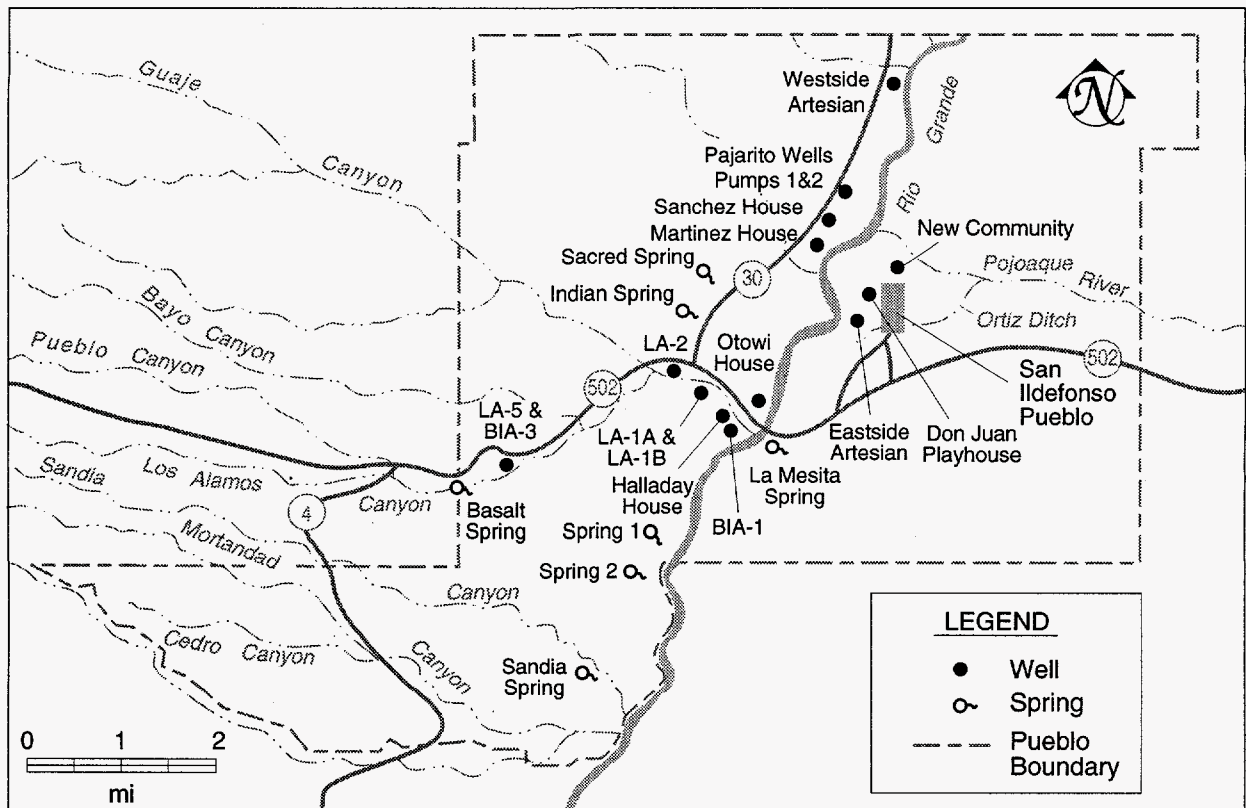 Guaje
Canyon
Westside
Artesian
N
Grande
Pajarito Wells
Pumps 1&2
Sanchez House
Martinez House
Rio
New Community
Sacred Spring
30
Pojoaque
River
Indian Spring
Ortiz Ditch
Bayo Canyon
Pueblo Canyon
LA-2
Otowi
House
502
502
San
Ildefonso
Pueblo
LA-5 &
BIA-3
LA-1A &
LA-1B
Eastside
Artesian
Don Juan
Playhouse
Halladay
House
La Mesita
Spring
BIA-1
Sandia
Los Alamos
Canyon
4
Basalt
Spring
Mortandad
Spring 1
Spring 2
Canyon
Cedro Canyon
Canyon
Sandia
Spring
LEGEND
Well
Spring
Pueblo
Boundary
0 1 2
mi